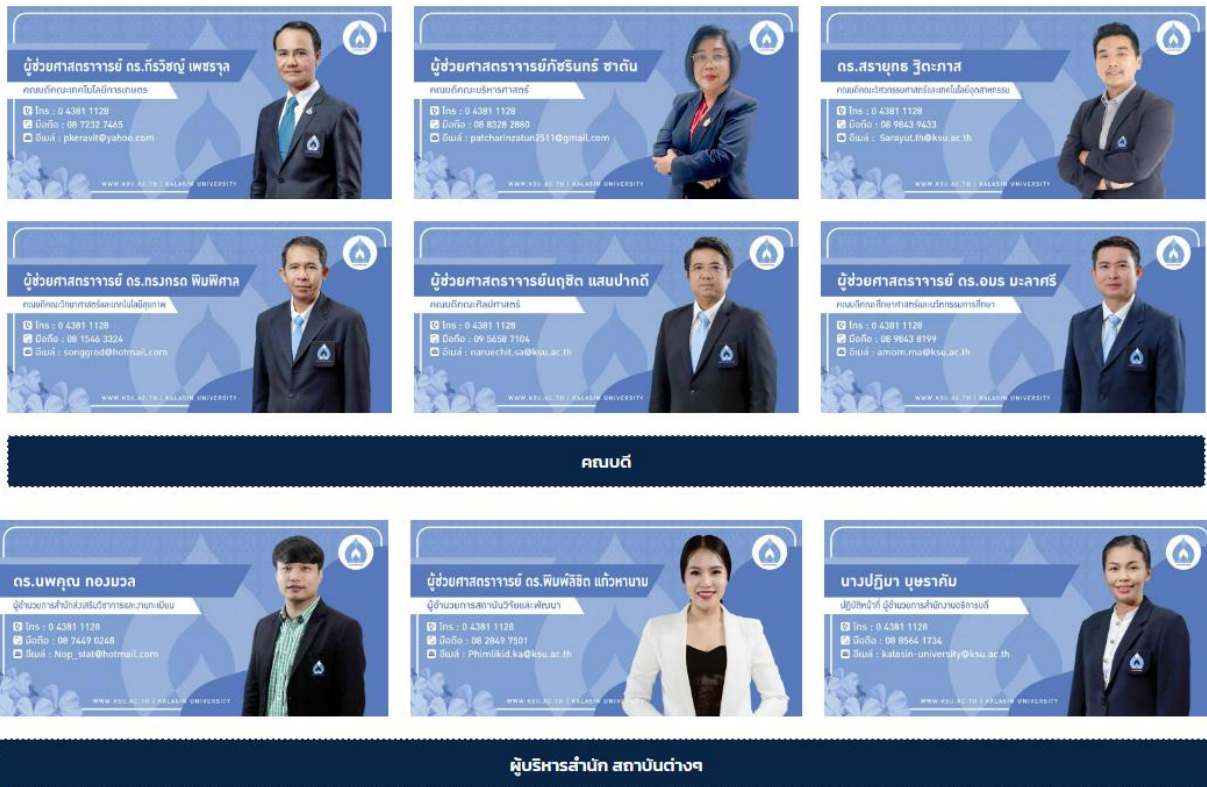 ผู้ช่วยศาสตราจารย์ ดร.กีรวิชญ์ เพชรจุล
คณบดีคณะเทคโนโลยีการเกษตร
โทร : 0 4381 1128
มือถือ : 08 7232 7465
อีเมล์ : pkeravit@yahoo.com
WWW.KSU.AC.TH | KALASIN UNIVERSITY
ผู้ช่วยศาสตราจารย์ภัชรินทร์ ซาตัน
คณบดีคณะบริหารศาสตร์
โทร : 0 4381 1128
มือถือ : 08 8328 2880
อีเมล์ : patcharinzatun2511@gmail.com
WWW.KSU.AC.TH | KALASIN UNIVERSITY
ดร.สรายุทธ ฐิตะภาส
คณบดีคณะวิศวกรรมศาสตร์และเทคโนโลยีอุตสาหกรรม
โทร : 0 4381 1128
มือถือ : 08 9843 9433
อีเมล์ : Sarayut.th@ksu.ac.th
WWW.KSU.AC.TH | KALASIN UNIVERSITY
ผู้ช่วยศาสตราจารย์ ดร.ทรงกรด พิมพิศาล
คณบดีคณะวิทยาศาสตร์และเทคโนโลยีสุขภาพ
โทร : 0 4381 1128
มือถือ : 08 1546 3324
อีเมล์ : songgrod@hotmail.com
WWW.KSU.AC.TH | KALASIN UNIVERSITY
ผู้ช่วยศาสตราจารย์นฤชิต แสนปากดี
คณบดีคณะศิลปศาสตร์
โทร : 0 4381 1128
มือถือ : 09 5658 7104
อีเมล์ : naruechit.sa@ksu.ac.th
WWW.KSU.AC.TH | KALASIN UNIVERSITY
ผู้ช่วยศาสตราจารย์ ดร.อมร มะลาศรี
คณบดีคณะศึกษาศาสตร์และนวัตกรรมการศึกษา
โทร : 0 4381 1128
มือถือ : 08 9843 8199
อีเมล์ : amorn.ma@ksu.ac.th
WWW.KSU.AC.TH | KALASIN UNIVERSITY
คณบดี
ดร.นพคุณ ทองมวล
ผู้อำนวยการสำนักส่งเสริมวิชาการและงานทะเบียน
โทร : 0 4381 1128
มือถือ : 08 7449 0248
อีเมล์ : Nop_stat@hotmail.com
WWW.KSU.AC.TH | KALASIN UNIVERSITY
ผู้ช่วยศาสตราจารย์ ดร.พิมพ์ลิขิต แก้วหานาม
ผู้อำนวยการสถาบันวิจัยและพัฒนา
โทร : 0 4381 1128
มือถือ : 08 2849 7501
อีเมล์ : Phimlikid.ka@ksu.ac.th
WWW.KSU.AC.TH | KALASIN
นางปฏิมา บุษราคัม
ปฏิบัติหน้าที่ ผู้อำนวยการสำนักงานอธิการบดี
โทร : 0 4381 1128
มือถือ : 08 8564 1734
อีเมล์ : kalasin-university@ksu.ac.th
WWW.KSU.AC.TH | KALASIN UNIVERSITY
ผู้บริหารสำนัก สถาบันต่างๆ